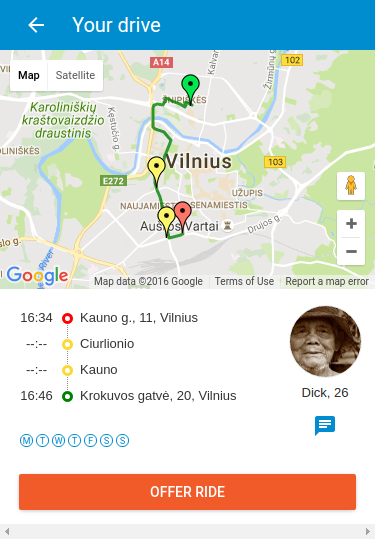 Your drive
Map
Satellite
A14
102
Kalvar
Žirmūnų g.
ŠNIPIŠKĖS
Karoliniškių
kraštovaizdžio
draustinis
Kęstučio g.
OLINIŠKĖS
Vilnius
103
E272
UŽUPIS
NAUJAMIESTIS
SENAMIESTIS
Aušros Vartai
Drujos g.
o g.
Google
Map data ©2016 Google
Terms of Use
Report a map error
16:34 Kauno g., 11, Vilnius
--:-- Ciurlionio
--:-- Kauno
16:46 Krokuvos gatvė, 20, Vilnius
Dick, 26
M T W T F S S
OFFER RIDE